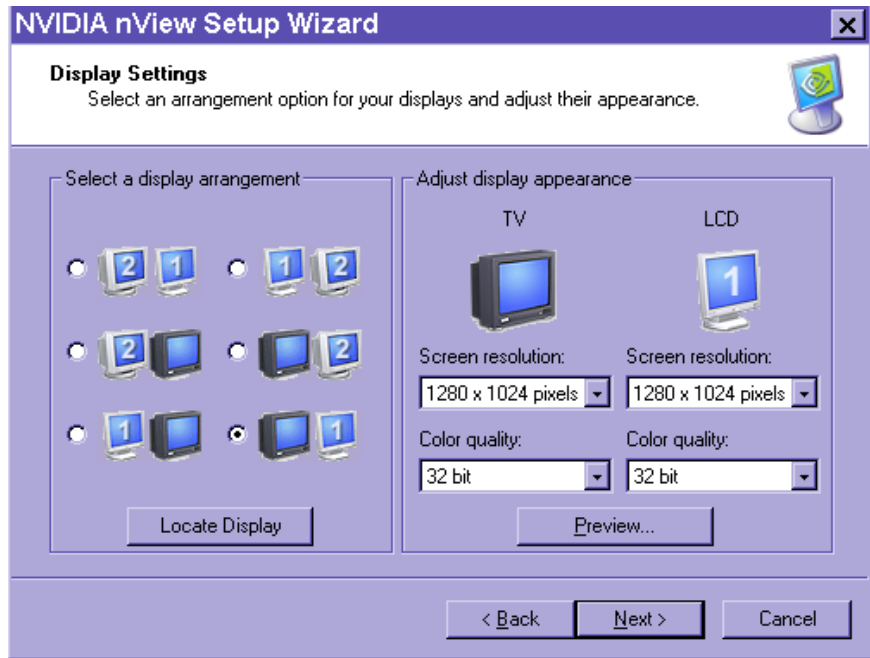 NVIDIA nView Setup Wizard
Display Settings
Select an arrangement option for your displays and adjust their appearance.
Select a display arrangement
2 1 1 2
2 2
1 1
Locate Display
Adjust display appearance
TV LCD
1
Screen resolution: Screen resolution:
1280 x 1024 pixels 1280 x 1024 pixels
Color quality: Color quality:
32 bit 32 bit
Preview...
< Back Next > Cancel